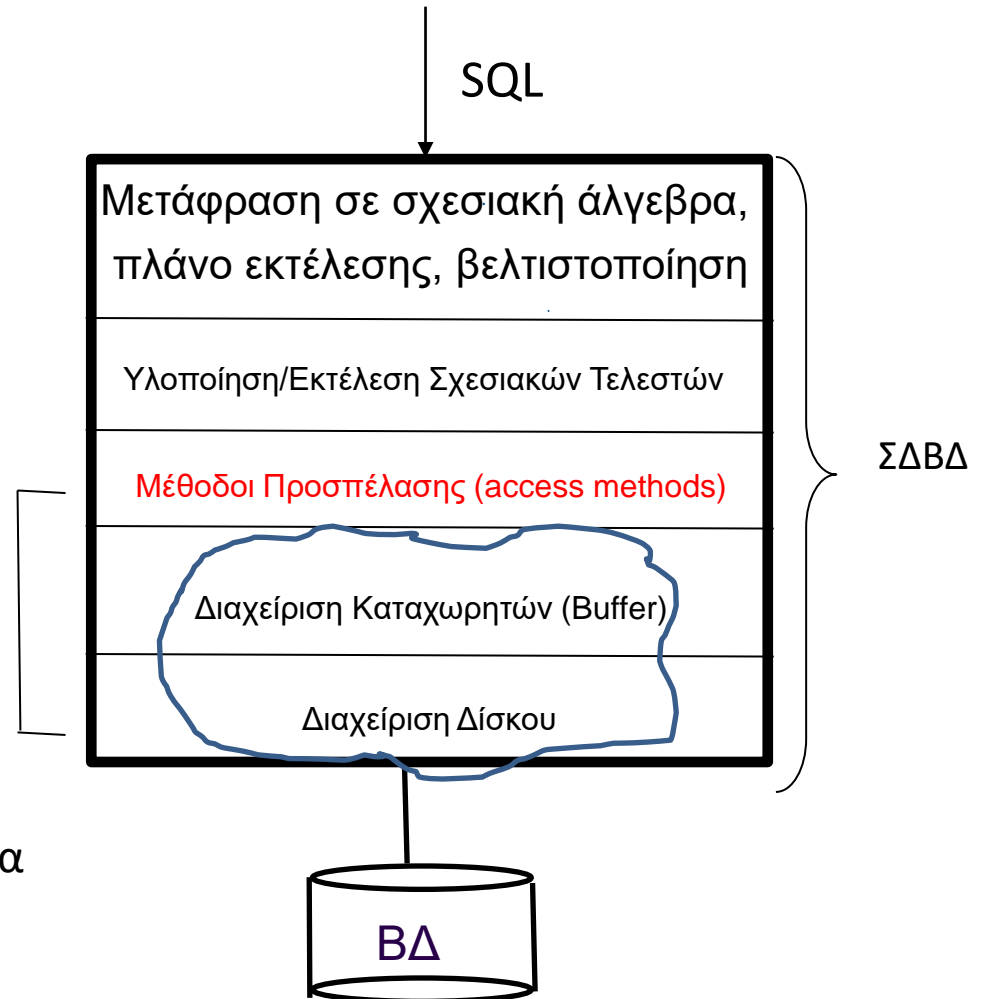 SQL
Μετάφραση σε σχεσιακή άλγεβρα,
πλάνο εκτέλεσης, βελτιστοποίηση
Υλοποίηση/Εκτέλεση Σχεσιακών Τελεστών
ΣΔΒΔ
Μέθοδοι Προσπέλασης (access methods)
Διαχείριση Καταχωρητών (Buffer)
Διαχείριση Δίσκου
α
ΒΔ